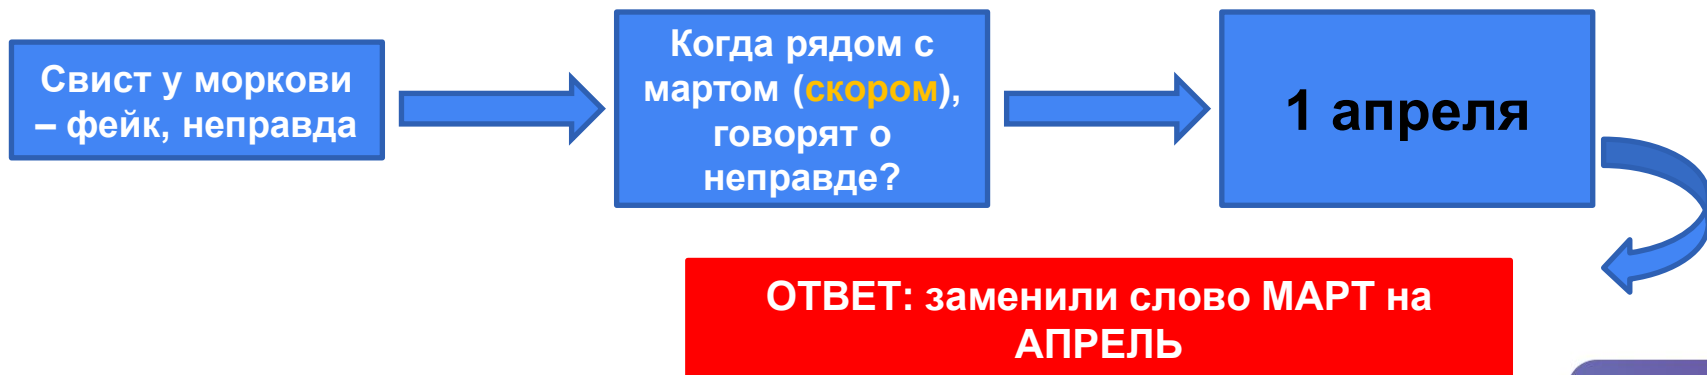 Свист у моркови
– фейк, неправда
Когда рядом с
мартом (скором),
говорят о
неправде?
1 апреля
ОТВЕТ: заменили слово МАРТ на
АПРЕЛЬ